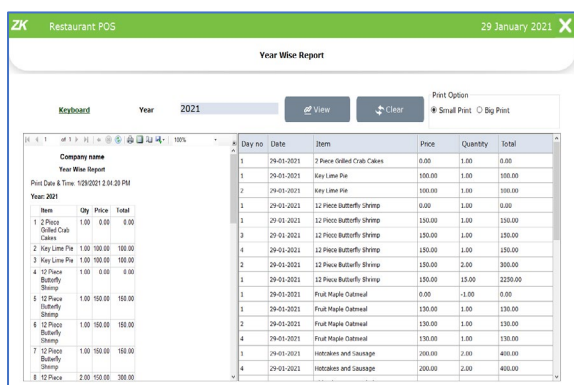 ZK Restaurant POS 29 January 2021 X
Year Wise Report
Print Option
Keyboard Year 2021 View Clear Small Print Big Print
1 of 1 100%
Company name
Year Wise Report
Print Date & Time: 1/29/2021 2.04:20 PM
Year: 2021
Item Qty Price Total
1 2 Piece Grilled Crab Cakes 1.00 0.00 0.00
2 Key Lime Pie 1.00 100.00 100.00
3 Key Lime Pie 1.00 100.00 100.00
4 12 Piece Butterfly Shrimp 1.00 0.00 0.00
5 12 Piece Butterfly Shrimp 1.00 150.00 150.00
6 12 Piece Butterfly Shrimp 1.00 150.00 150.00
7 12 Piece Butterfly Shrimp 1.00 150.00 150.00
8 12 Piece 2.00 150.00 300.00
Day no Date Item Price Quantity Total
1 29-01-2021 2 Piece Grilled Crab Cakes 0.00 1.00 0.00
1 29-01-2021 Key Lime Pie 100.00 1.00 100.00
2 29-01-2021 Key Lime Pie 100.00 1.00 100.00
1 29-01-2021 12 Piece Butterfly Shrimp 0.00 1.00 0.00
1 29-01-2021 12 Piece Butterfly Shrimp 150.00 1.00 150.00
3 29-01-2021 12 Piece Butterfly Shrimp 150.00 1.00 150.00
4 29-01-2021 12 Piece Butterfly Shrimp 150.00 1.00 150.00
2 29-01-2021 12 Piece Butterfly Shrimp 150.00 2.00 300.00
1 29-01-2021 12 Piece Butterfly Shrimp 150.00 15.00 2250.00
1 29-01-2021 Fruit Maple Oatmeal 0.00 -1.00 0.00
1 29-01-2021 Fruit Maple Oatmeal 130.00 1.00 130.00
2 29-01-2021 Fruit Maple Oatmeal 130.00 1.00 130.00
4 29-01-2021 Fruit Maple Oatmeal 130.00 1.00 130.00
1 29-01-2021 Hotcakes and Sausage 200.00 2.00 400.00
4 29-01-2021 Hotcakes and Sausage 200.00 2.00 400.00